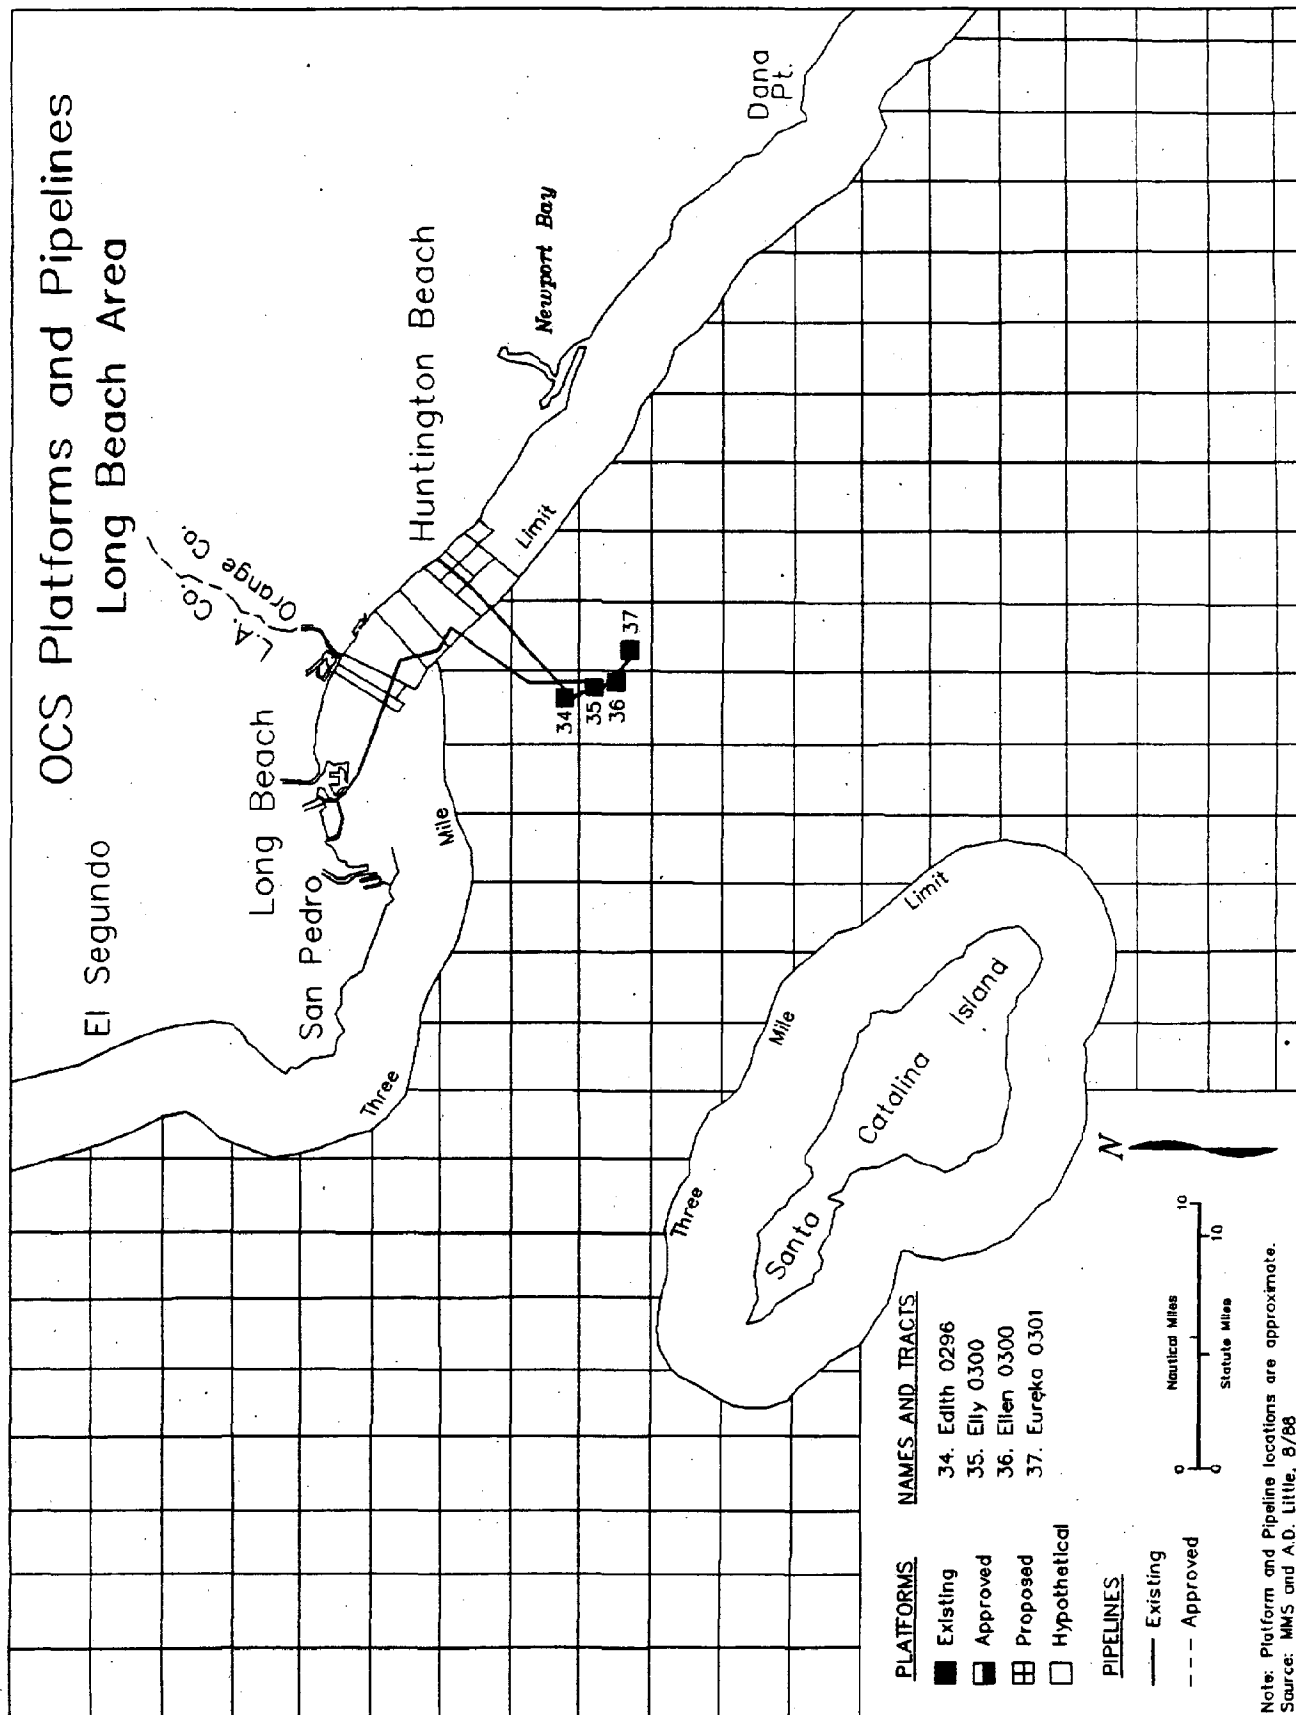 OCS Platforms and Pipelines
Long Beach Area
El Segundo
L.A. Co.
Orange Co.
Long Beach
San Pedro
Huntington Beach
Newport Bay
Dana
Pt.
Three
Mile
Limit
34
35
36
37
Three
Mile
Limit
Santa
Catalina
Island
PLATFORMS
Existing
Approved
Proposed
Hypothetical
PIPELINES
Existing
Approved
NAMES AND TRACTS
34. Edith 0296
35. Elly 0300
36. Ellen 0300
37. Eureka 0301
N
Nautical Miles
0
10
0
10
Statute Miles
Note: Platform and Pipeline locations are approximate.
Source: MMS and A.D. Little, 8/88